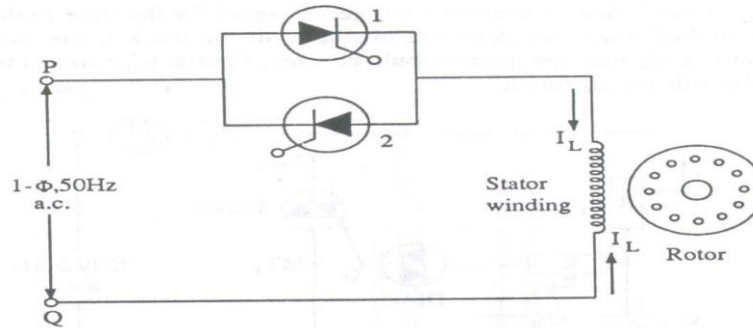 1
P
2
I_L
1-Φ,50Hz
a.c.
Stator
winding
I_L
Rotor
Q